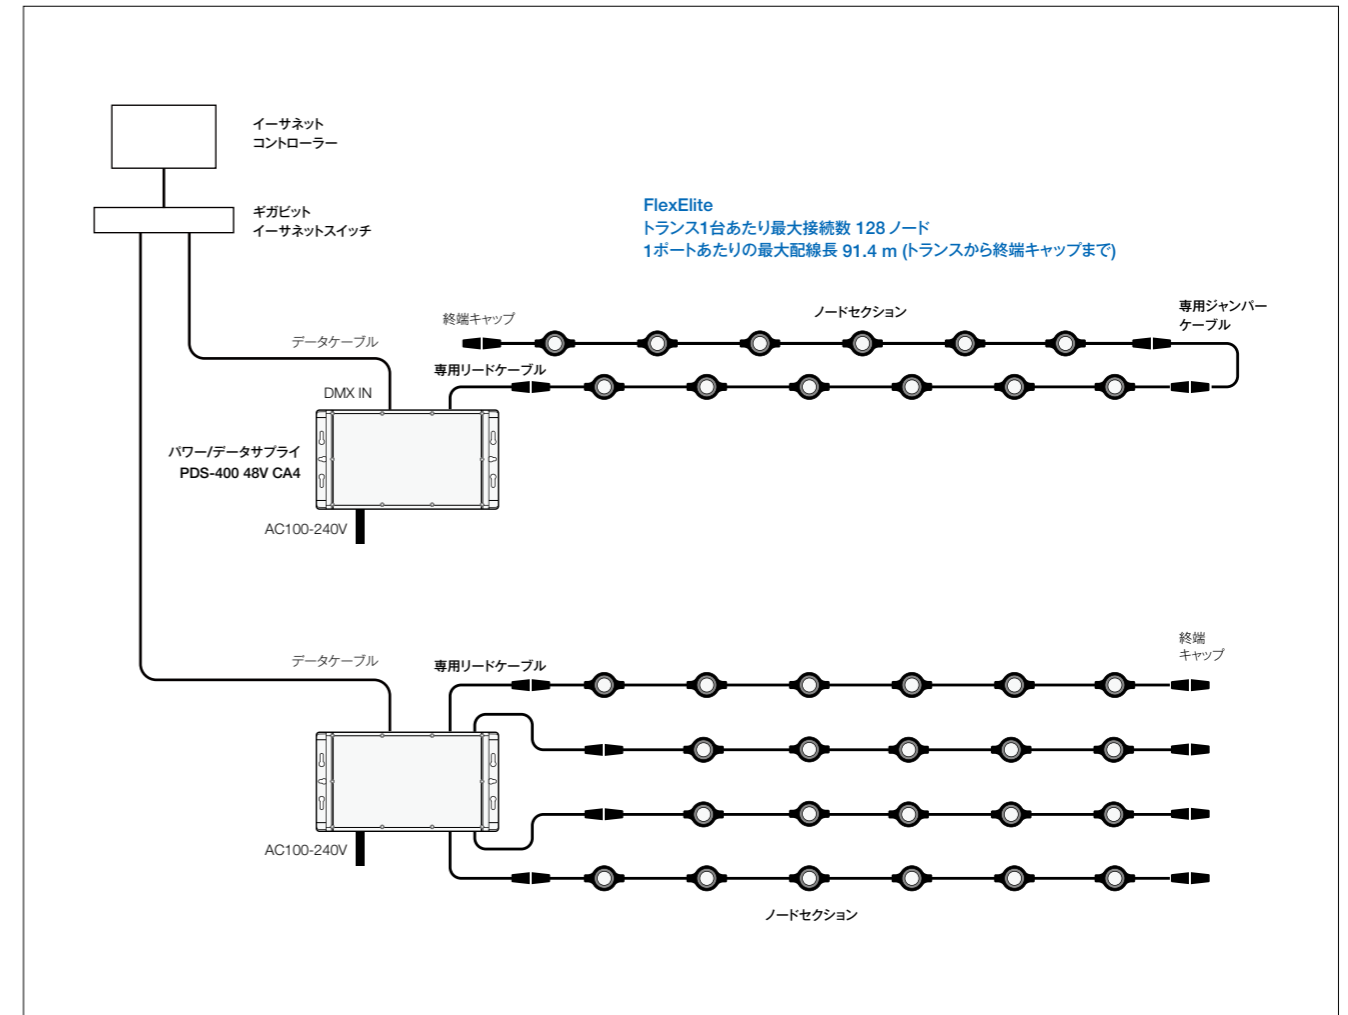 イーサネット
コントローラー
ギガビット
イーサネットスイッチ
FlexElite
トランス1台あたり最大接続数 128 ノード
1ポートあたりの最大配線長 91.4 m (トランスから終端キャップまで)
終端キャップ
ノードセクション
専用ジャンパー
ケーブル
データケーブル
専用リードケーブル
DMX IN
パワー/データサプライ
PDS-400 48V CA4
AC100-240V
データケーブル
専用リードケーブル
終端
キャップ
AC100-240V
ノードセクション